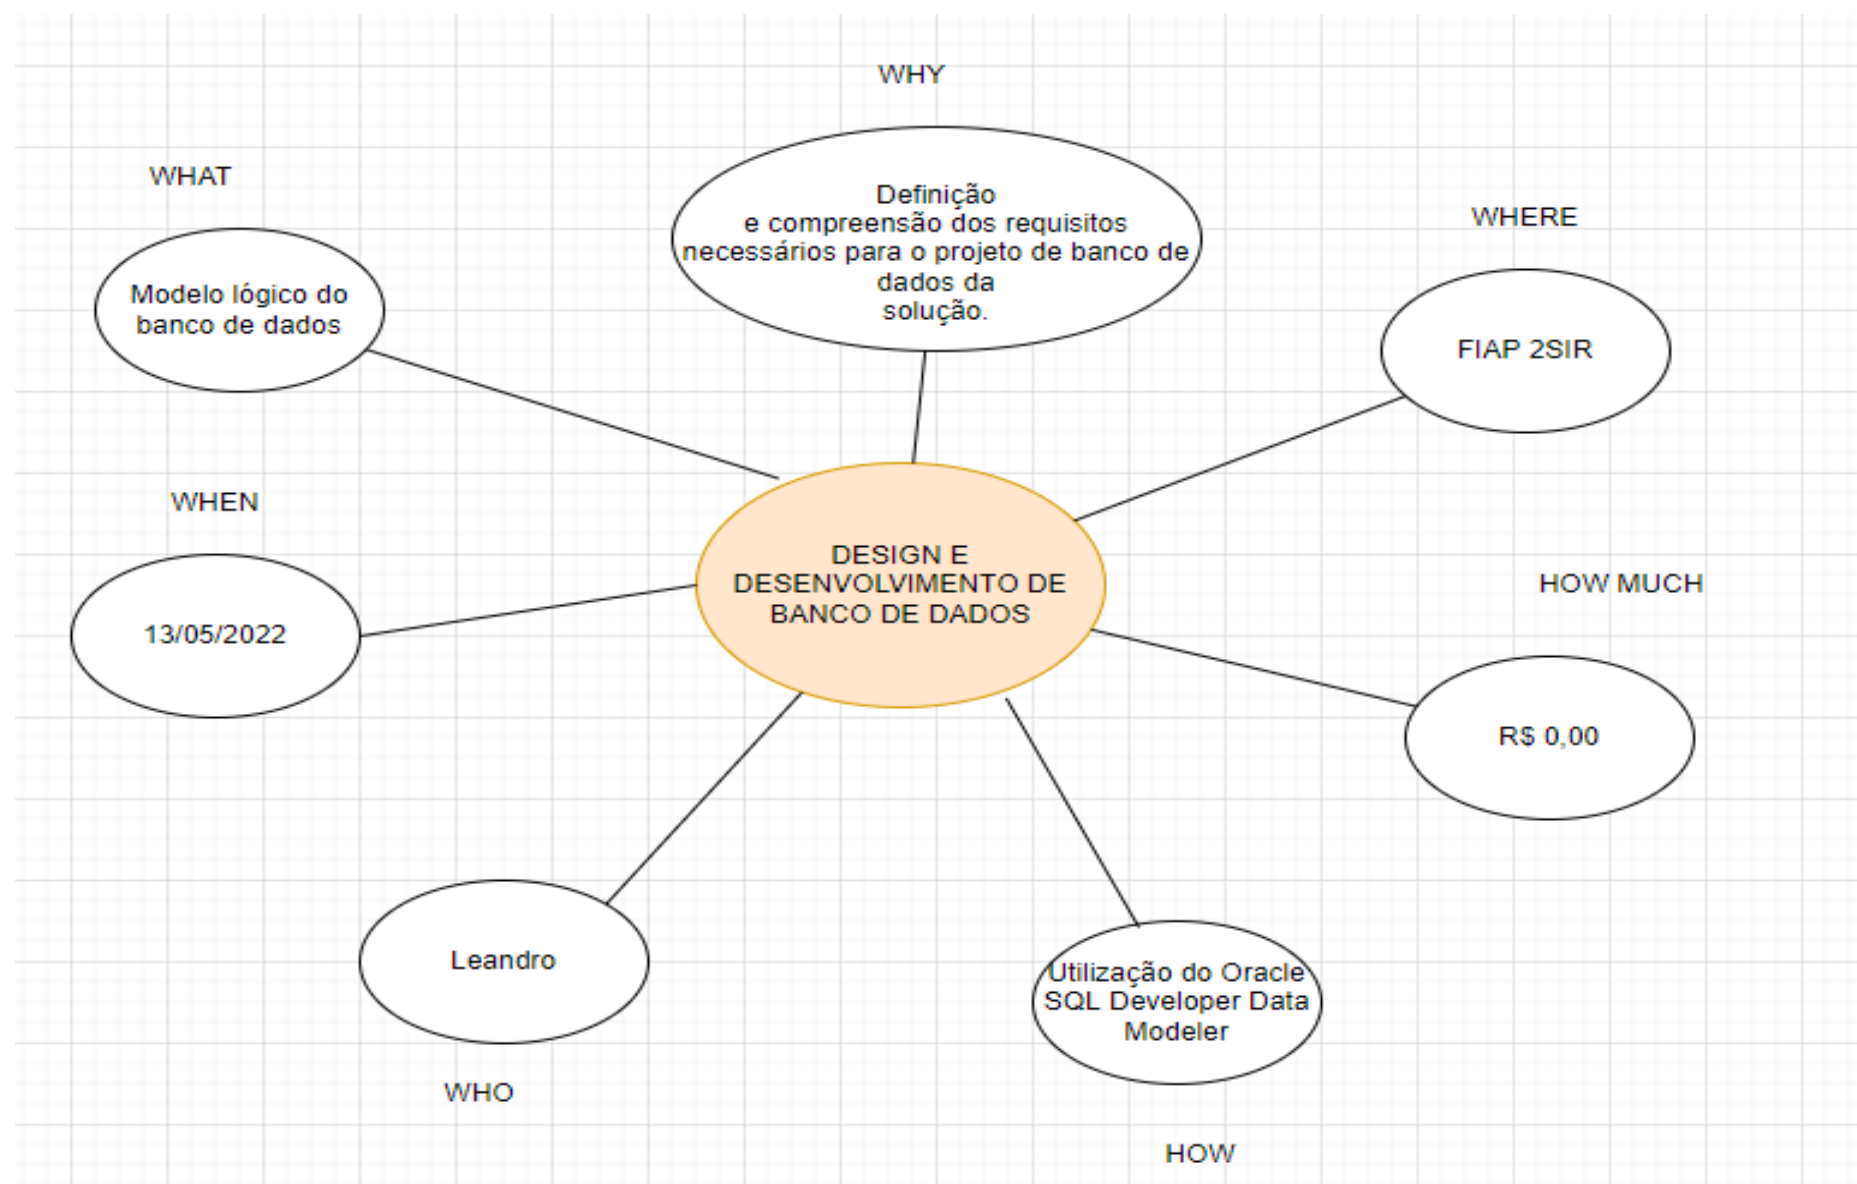 WHY
Definição
e compreensão dos requisitos
necessários para o projeto de banco de
dados da
solução.
WHAT
Modelo lógico do
banco de dados
WHERE
FIAP 2SIR
WHEN
13/05/2022
DESIGN E
DESENVOLVIMENTO DE
BANCO DE DADOS
HOW MUCH
R$ 0,00
Leandro
WHO
Utilização do Oracle
SQL Developer Data
Modeler
HOW